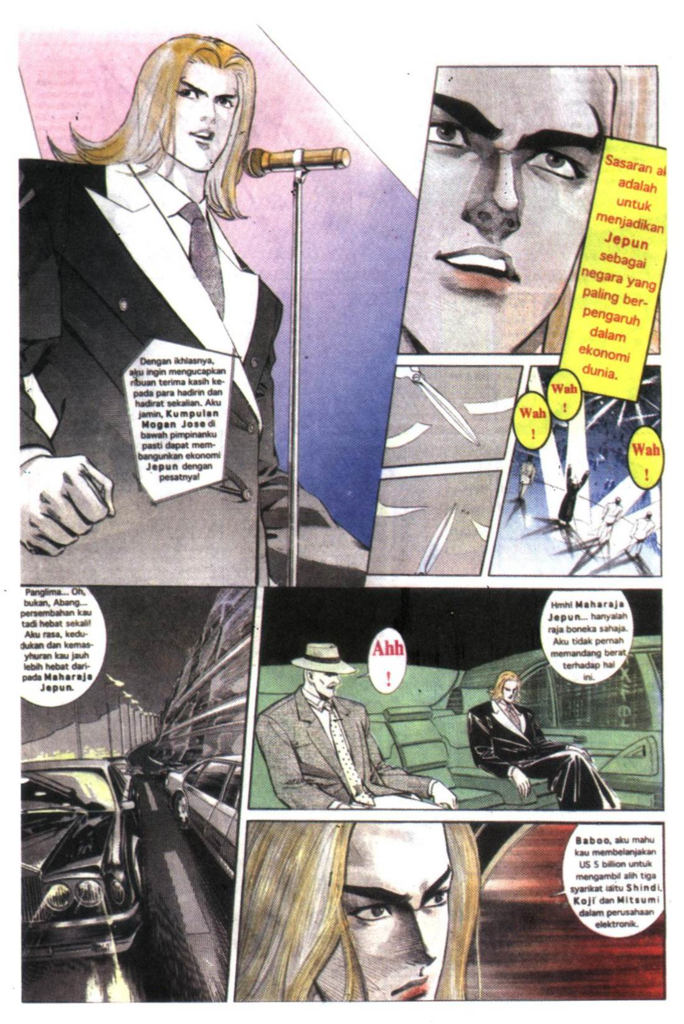 Dengan ikhlasnya,
aku ingin mengucapkan
ribuan terima kasih ke-
pada para hadirin dan
hadirat sekalian. Aku
jamin, Kumpulan
Mogan Jose di
bawah pimpinanku
pasti dapat mem-
bangunkan ekonomi
Jepun dengan
pesatnya!
Sasaran
adalah
untuk
menjadikan
Jepun
sebagai
negara yang
paling ber-
pengaruh
dalam
ekonomi
dunia.
Wah
!
Wah
!
Wah
!
Panglima... Oh,
bukan, Abang...
persembahan kau
tadi hebat sekali!
Aku rasa, kedu-
dukan dan kemas-
yhuran kau jauh
lebih hebat dari-
pada Maharaja
Jepun.
Ahh
!
Hmh! Maharaja
Jepun... hanyalah
raja boneka sahaja.
Aku tidak pernah
memandang berat
terhadap hal
ini.
Baboo, aku mahu
kau membelanjakan
US 5 billion untuk
mengambil alih tiga
syarikat iaitu Shindi,
Koji dan Mitsumi
dalam perusahaan
elektronik.